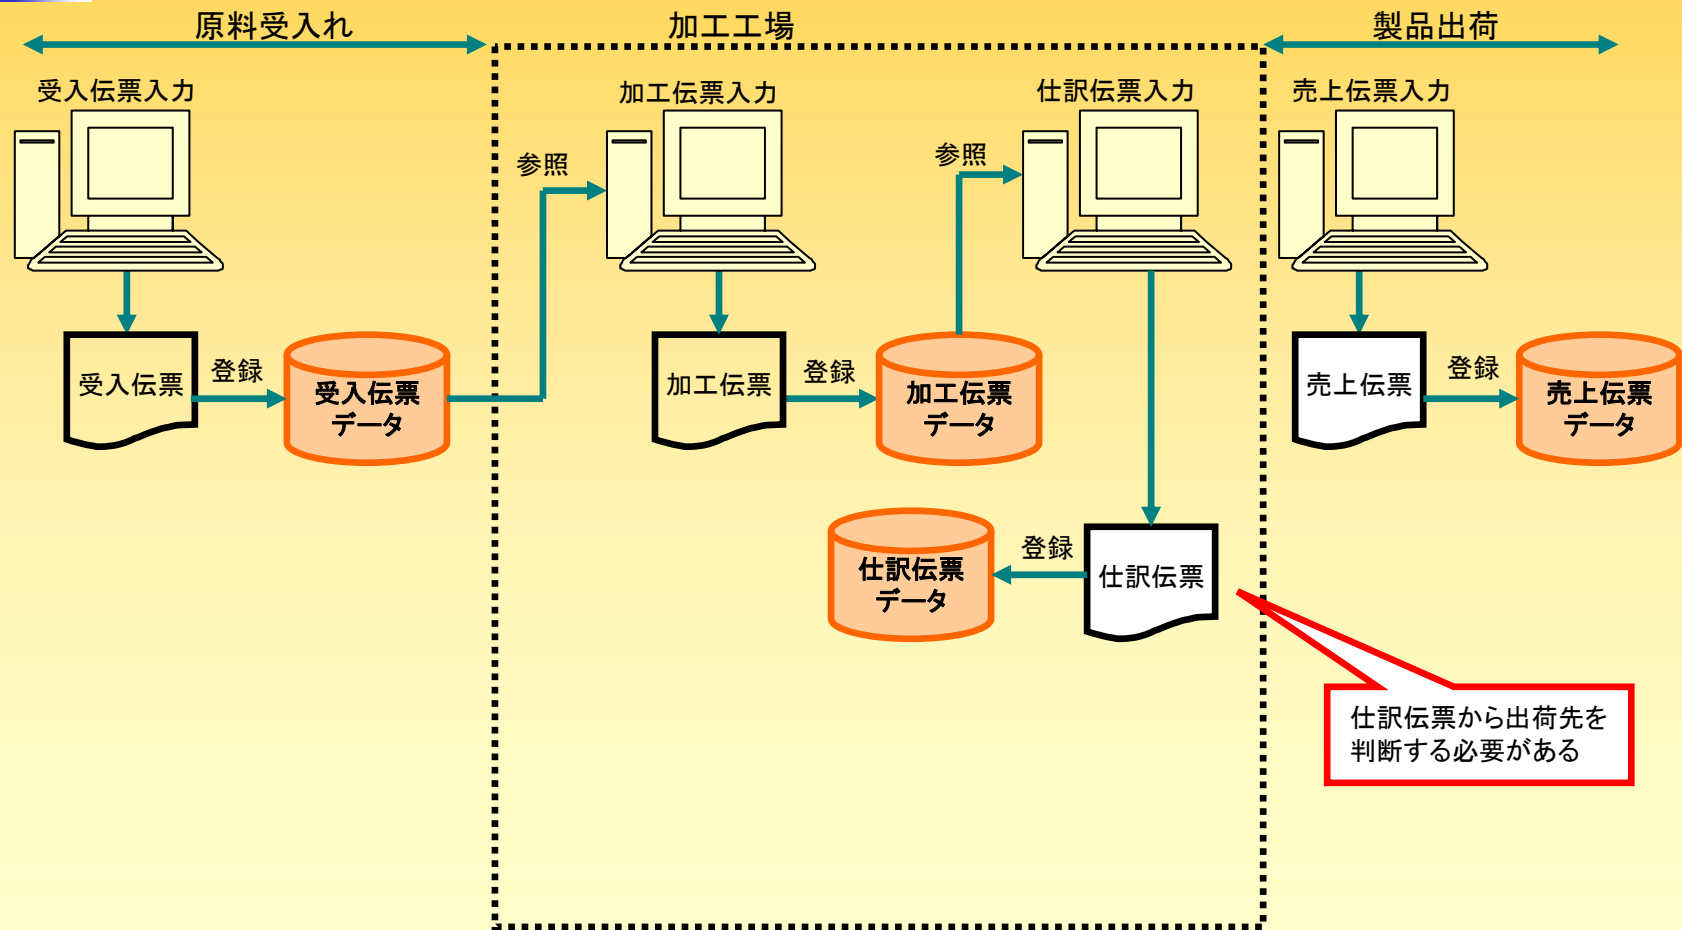 原料受入れ
加工工場
製品出荷
受入伝票入力
加工伝票入力
仕訳伝票入力
売上伝票入力
参照
参照
受入伝票
登録
受入伝票
データ
加工伝票
登録
加工伝票
データ
売上伝票
登録
売上伝票
データ
仕訳伝票
データ
登録
仕訳伝票
仕訳伝票から出荷先を
判断する必要がある